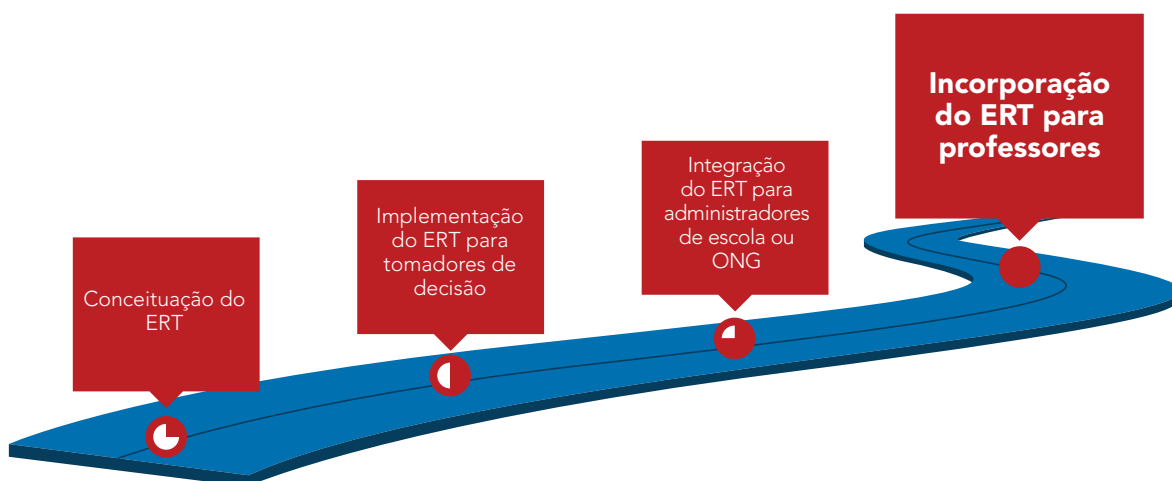 Conceituação do
ERT
Implementação
do ERT para
tomadores de
decisão
Integração
do ERT para
administradores
de escola ou
ONG
Incorporação
do ERT para
professores